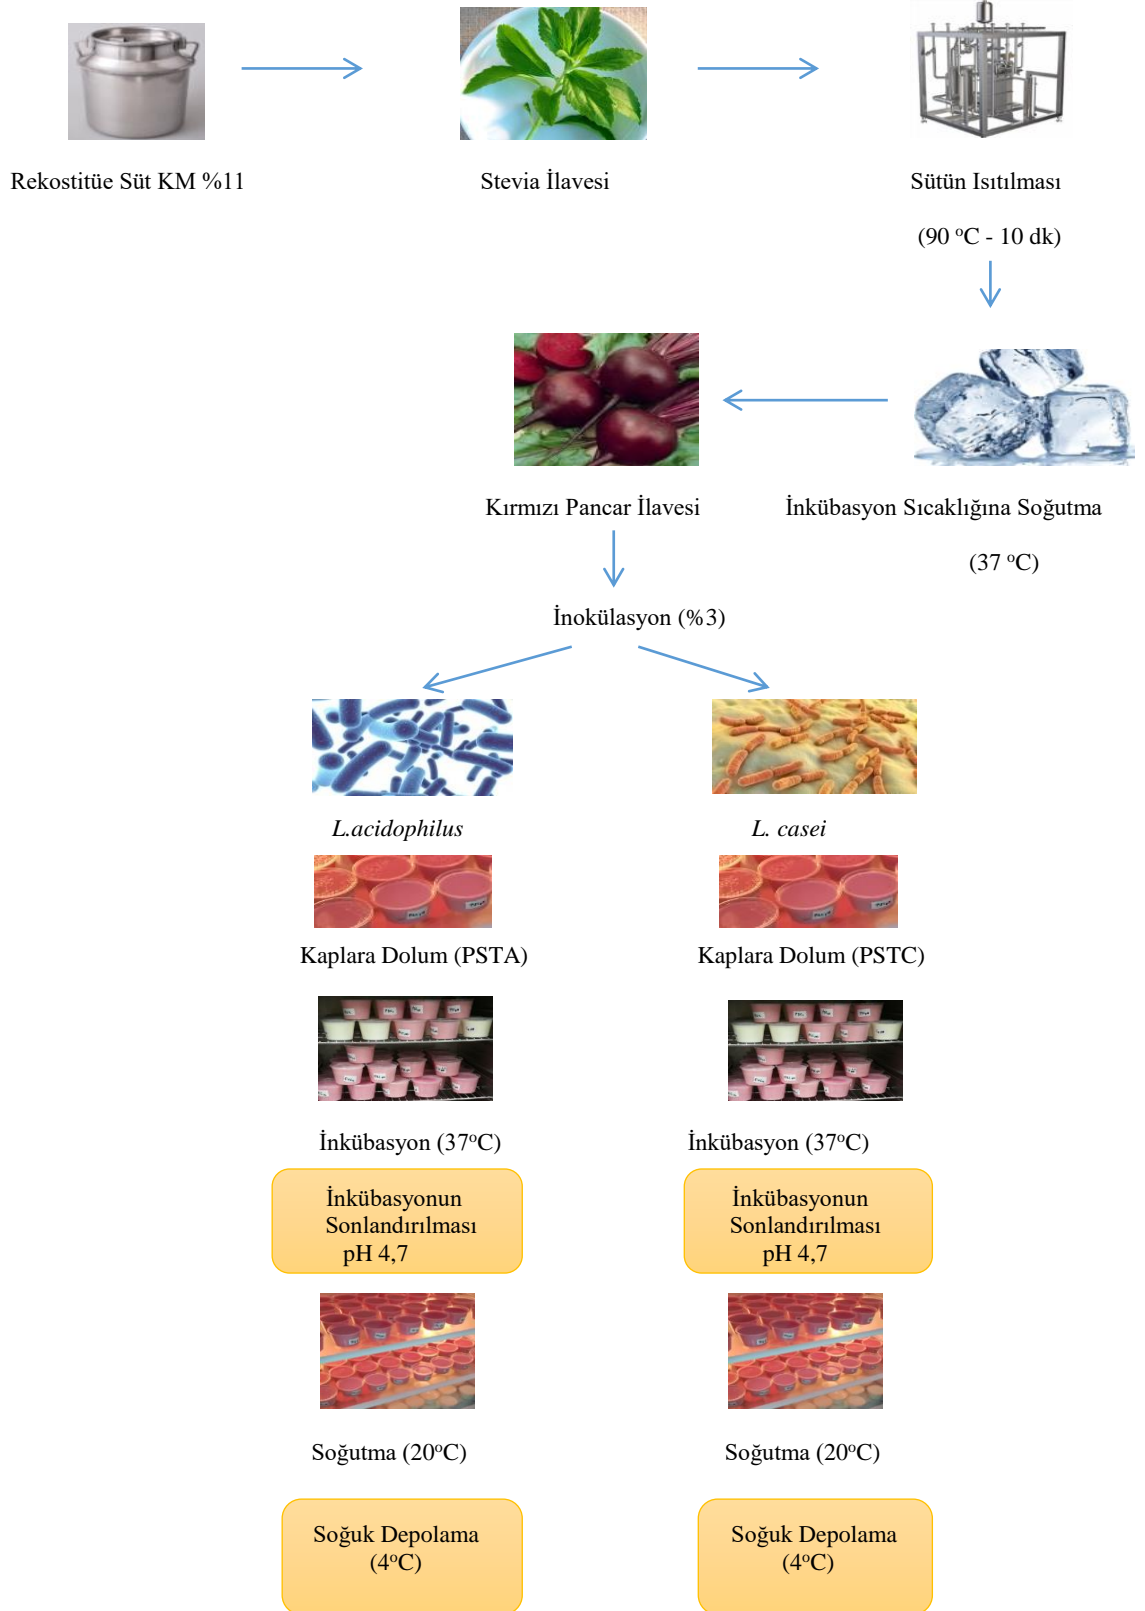 Rekostitüe Süt KM %11
Stevia İlavesi
Sütün Isıtılması
(90 ºC - 10 dk)
Kırmızı Pancar İlavesi
İnkübasyon Sıcaklığına Soğutma
(37 ºC)
İnokülasyon (%3)
L.acidophilus
L. casei
Kaplara Dolum (PSTA)
Kaplara Dolum (PSTC)
İnkübasyon (37ºC)
İnkübasyon (37ºC)
İnkübasyonun
Sonlandırılması
pH 4,7
İnkübasyonun
Sonlandırılması
pH 4,7
Soğutma (20ºC)
Soğutma (20ºC)
Soğuk Depolama
(4ºC)
Soğuk Depolama
(4ºC)